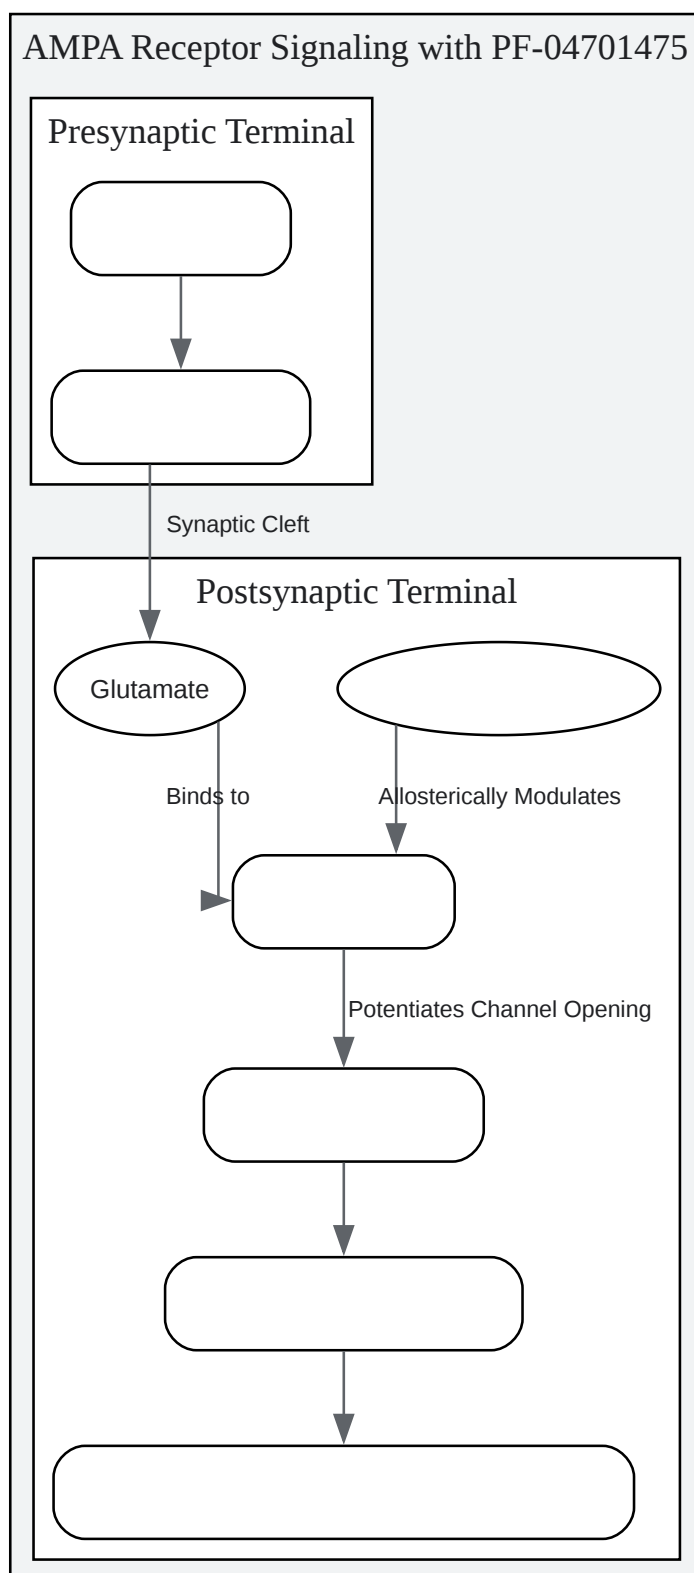 AMPA Receptor Signaling with PF-04701475
Presynaptic Terminal
Synaptic Cleft
Postsynaptic Terminal
Glutamate
Binds to
Allosterically Modulates
Potentiates Channel Opening